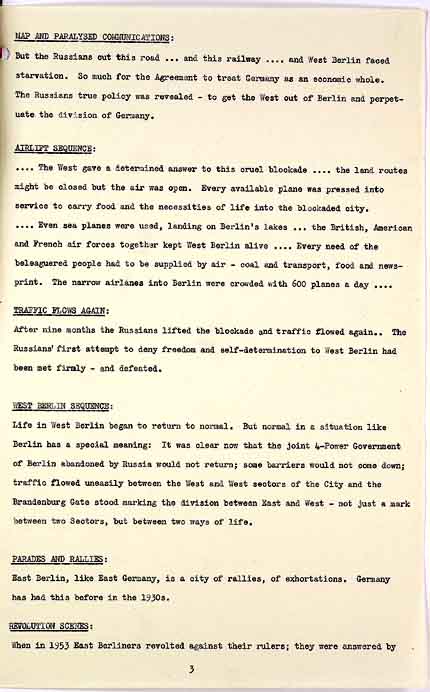 MAP AND PARALYSED COMMUNICATIONS:
But the Russians cut this road ... and this railway .... and West Berlin faced
starvation. So much for the Agreement to treat Germany as an economic whole.
The Russians true policy was revealed - to get the West out of Berlin and perpet-
uate the division of Germany.
AIRLIFT SEQUENCE:
.... The West gave a determined answer to this cruel blockade .... the land routes
might be closed but the air was open. Every available plane was pressed into
service to carry food and the necessities of life into the blockaded city.
.... Even sea planes were used, landing on Berlin's lakes ... the British, American
and French air forces together kept West Berlin alive .... Every need of the
beleaguered people had to be supplied by air - coal and transport, food and news-
print. The narrow airlanes into Berlin were crowded with 600 planes a day ....
TRAFFIC FLOWS AGAIN:
After nine months the Russians lifted the blockade and traffic flowed again.. The
Russians' first attempt to deny freedom and self-determination to West Berlin had
been met firmly - and defeated.
WEST BERLIN SEQUENCE:
Life in West Berlin began to return to normal. But normal in a situation like
Berlin has a special meaning: It was clear now that the joint 4-Power Government
of Berlin abandoned by Russia would not return; some barriers would not come down;
traffic flowed uneasily between the West and West sectors of the City and the
Brandenburg Gate stood marking the division between East and West - not just a mark
between two Sectors, but between two ways of life.
PARADES AND RALLIES:
East Berlin, like East Germany, is a city of rallies, of exhortations. Germany
has had this before in the 1930s.
REVOLUTION SCENES:
When in 1953 East Berliners revolted against their rulers; they were answered by
3